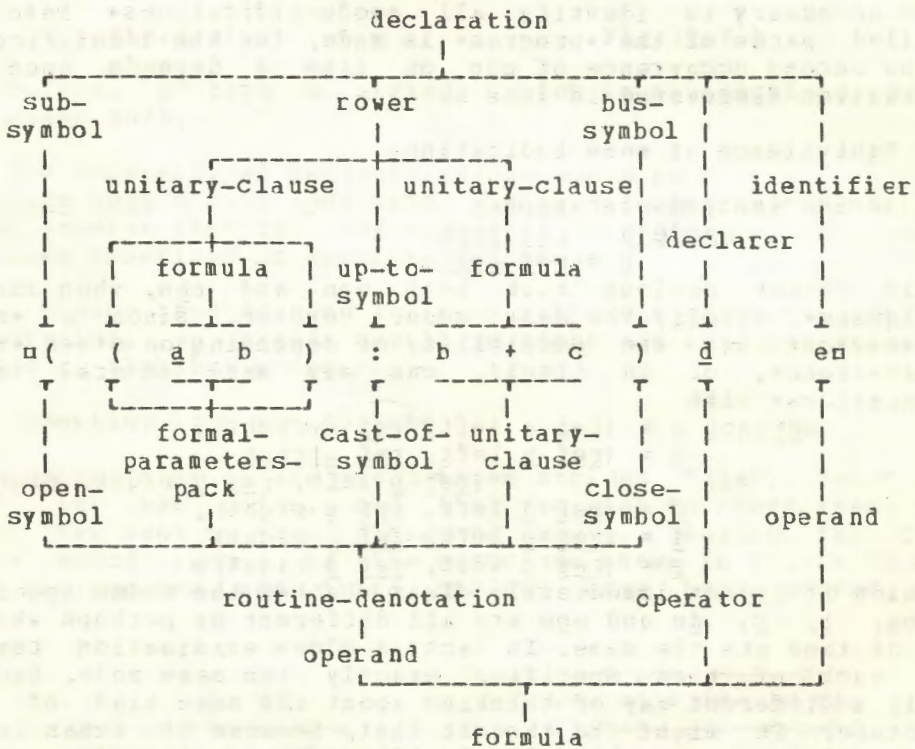 declaration
sub- rower bus-
symbol symbol
unitary-clause unitary-clause identifier
declarer
formula up-to- formula
symbol
¤( ( a b ) : b + c ) d e¤
formal- cast-of- unitary-
parameters- symbol clause
open- pack close-
symbol symbol operand
routine-denotation operator
operand
formula